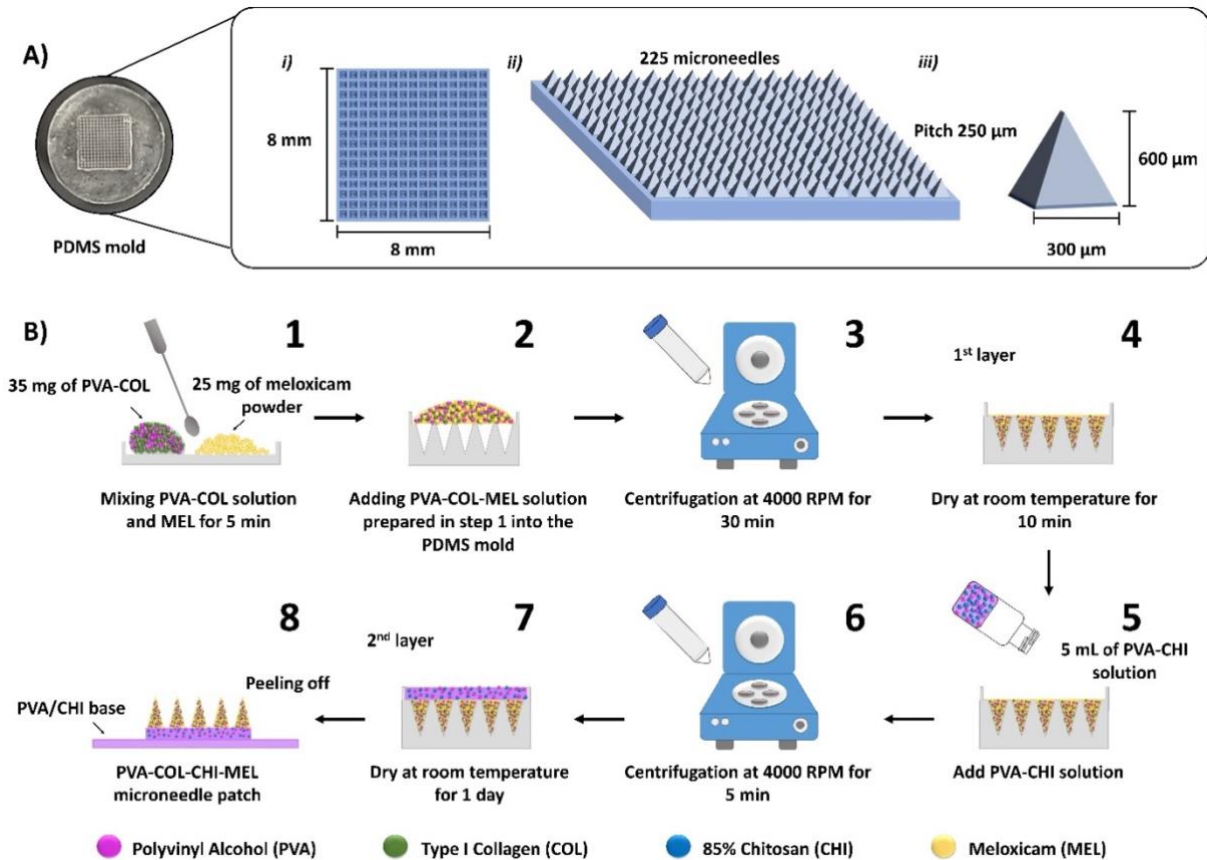 A)
i)
8 mm
8 mm
ii)
225 microneedles
iii)
Pitch 250 µm
600 µm
300 µm
PDMS mold
B)
1
35 mg of PVA-COL
25 mg of meloxicam
powder
Mixing PVA-COL solution
and MEL for 5 min
2
Adding PVA-COL-MEL solution
prepared in step 1 into the
PDMS mold
3
Centrifugation at 4000 RPM for
30 min
4
1st layer
Dry at room temperature for
10 min
5
5 mL of PVA-CHI
solution
Add PVA-CHI solution
6
Centrifugation at 4000 RPM for
5 min
7
2nd layer
Dry at room temperature
for 1 day
8
Peeling off
PVA/CHI base
PVA-COL-CHI-MEL
microneedle patch
Polyvinyl Alcohol (PVA)
Type I Collagen (COL)
85% Chitosan (CHI)
Meloxicam (MEL)